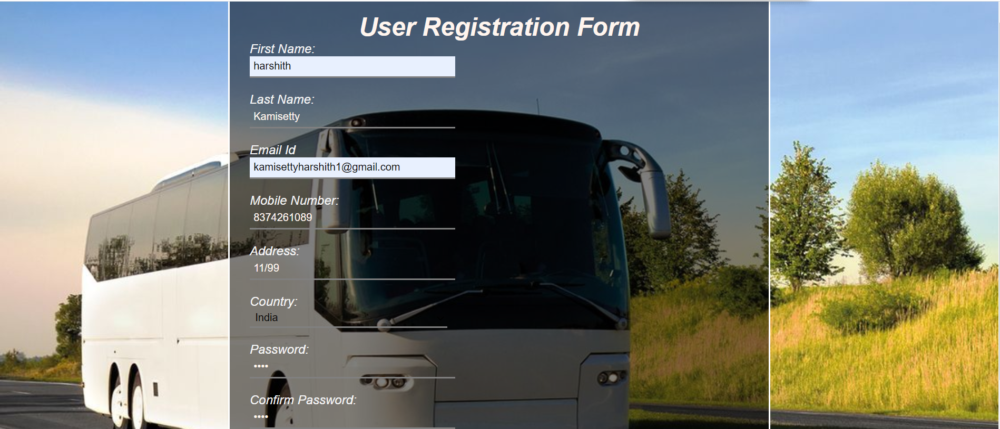 User Registration Form
First Name:
harshith
Last Name:
Kamisetty
Email Id
kamisettyharshith1@gmail.com
Mobile Number:
8374261089
Address:
11/99
Country:
India
Password:
••••
Confirm Password:
••••